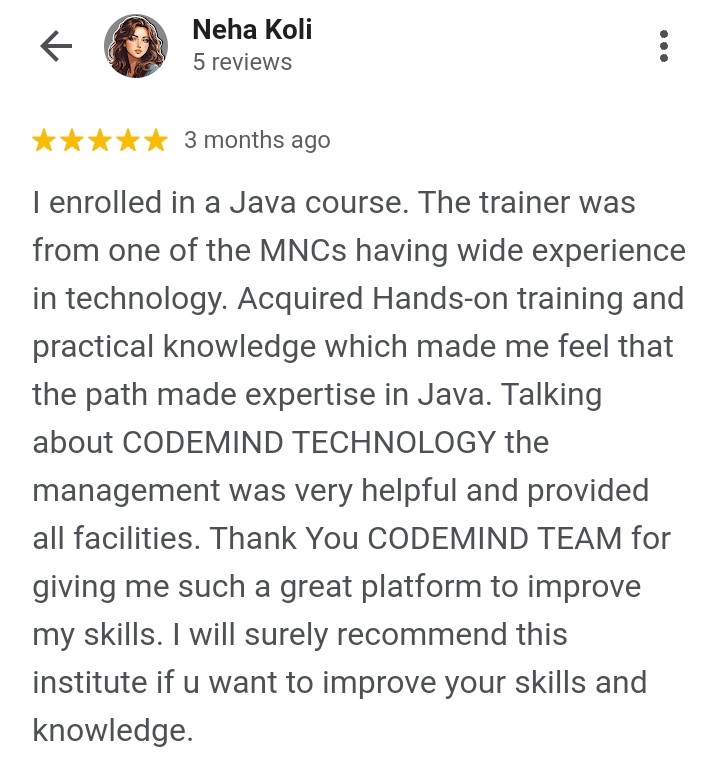 Neha Koli
5 reviews
3 months ago
I enrolled in a Java course. The trainer was
from one of the MNCs having wide experience
in technology. Acquired Hands-on training and
practical knowledge which made me feel that
the path made expertise in Java. Talking
about CODEMIND TECHNOLOGY the
management was very helpful and provided
all facilities. Thank You CODEMIND TEAM for
giving me such a great platform to improve
my skills. I will surely recommend this
institute if u want to improve your skills and
knowledge.